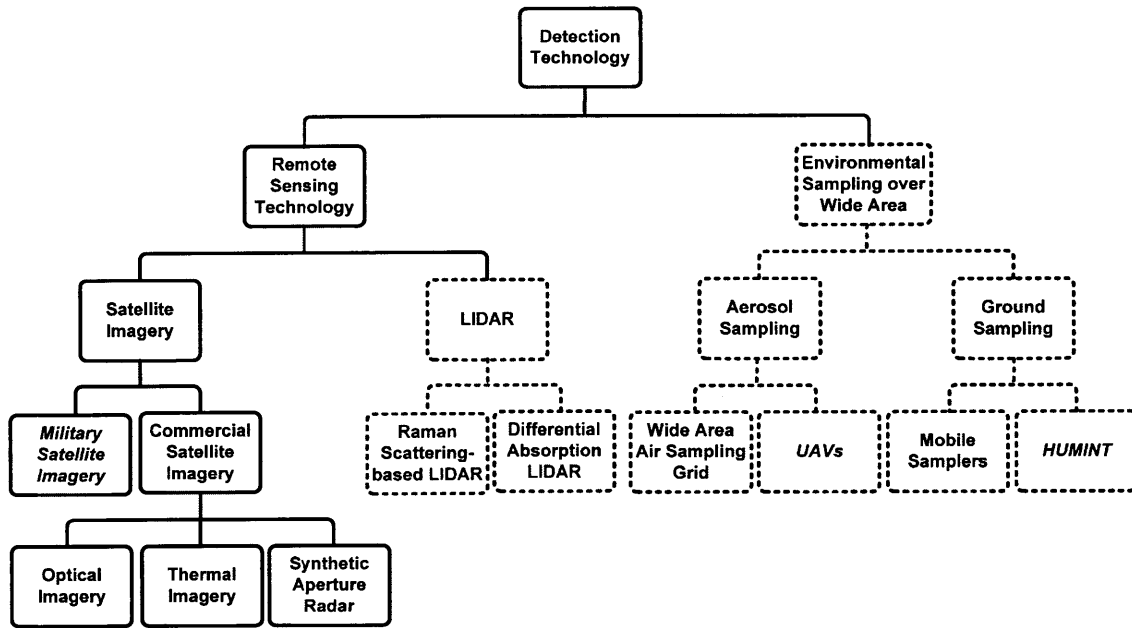 Detection
Technology
Remote
Sensing
Technology
Environmental
Sampling over
Wide Area
Satellite
Imagery
LIDAR
Aerosol
Sampling
Ground
Sampling
Military
Satellite
Imagery
Commercial
Satellite
Imagery
Raman
Scattering-
based LIDAR
Differential
Absorption
LIDAR
Wide Area
Air Sampling
Grid
UAVs
Mobile
Samplers
HUMINT
Optical
Imagery
Thermal
Imagery
Synthetic
Aperture
Radar